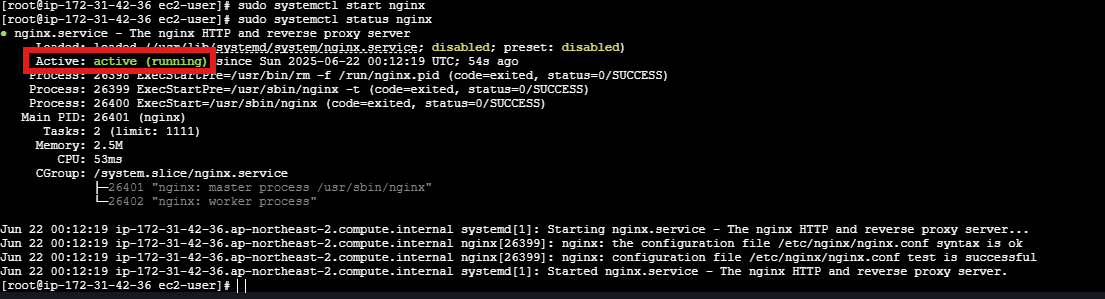 [root@ip-172-31-42-36 ec2-user]# sudo systemctl start nginx
[root@ip-172-31-42-36 ec2-user]# sudo systemctl status nginx
● nginx.service - The nginx HTTP and reverse proxy server
Loaded: loaded (/usr/lib/systemd/system/nginx.service; disabled; preset: disabled)
Active: active (running) since Sun 2025-06-22 00:12:19 UTC; 54s ago
Process: 26398 ExecStartPre=/usr/bin/rm -f /run/nginx.pid (code=exited, status=0/SUCCESS)
Process: 26399 ExecStartPre=/usr/sbin/nginx -t (code=exited, status=0/SUCCESS)
Process: 26400 ExecStart=/usr/sbin/nginx (code=exited, status=0/SUCCESS)
Main PID: 26401 (nginx)
Tasks: 2 (limit: 1111)
Memory: 2.5M
CPU: 53ms
CGroup: /system.slice/nginx.service
├─26401 "nginx: master process /usr/sbin/nginx"
└─26402 "nginx: worker process"
Jun 22 00:12:19 ip-172-31-42-36.ap-northeast-2.compute.internal systemd[1]: Starting nginx.service - The nginx HTTP and reverse proxy server...
Jun 22 00:12:19 ip-172-31-42-36.ap-northeast-2.compute.internal nginx[26399]: nginx: the configuration file /etc/nginx/nginx.conf syntax is ok
Jun 22 00:12:19 ip-172-31-42-36.ap-northeast-2.compute.internal nginx[26399]: nginx: configuration file /etc/nginx/nginx.conf test is successful
Jun 22 00:12:19 ip-172-31-42-36.ap-northeast-2.compute.internal systemd[1]: Started nginx.service - The nginx HTTP and reverse proxy server.
[root@ip-172-31-42-36 ec2-user]#